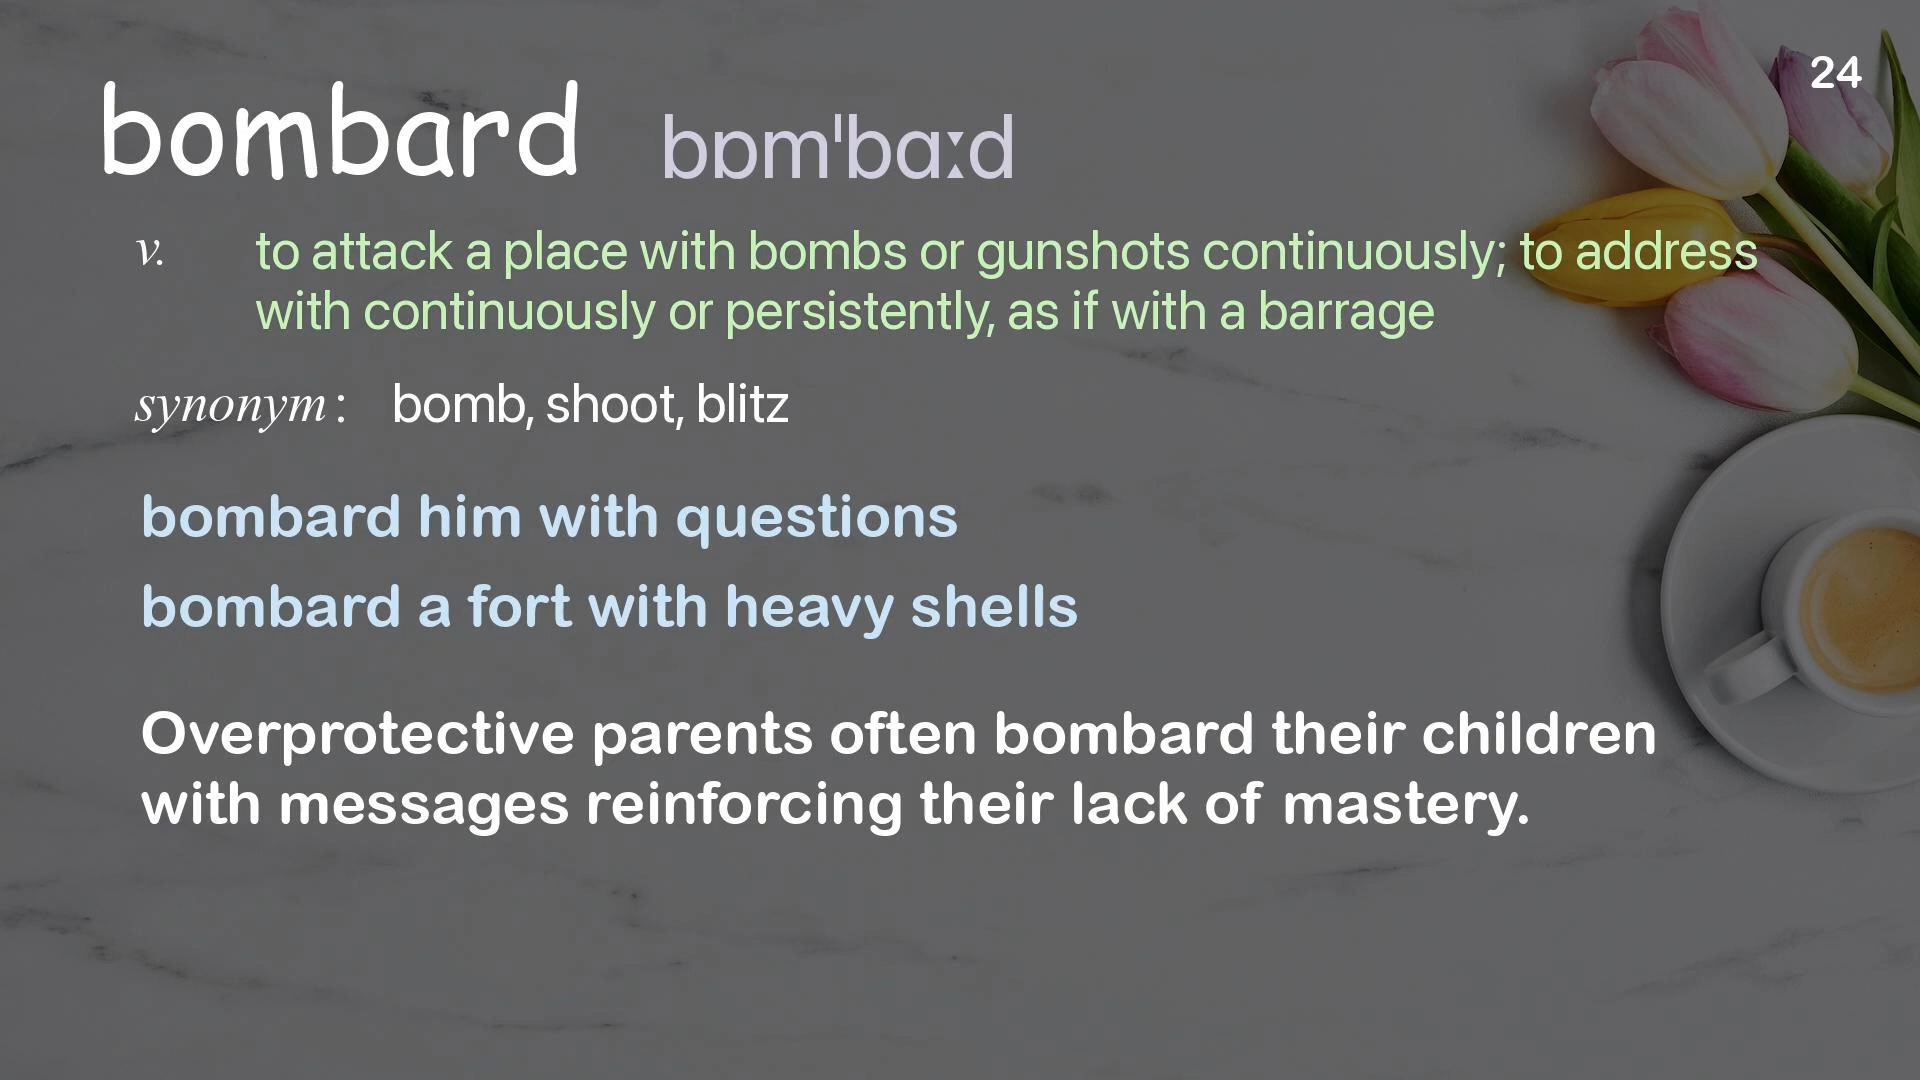 24
bombard bɒmˈbɑːd
v. to attack a place with bombs or gunshots continuously; to address
with continuously or persistently, as if with a barrage
synonym : bomb, shoot, blitz
bombard him with questions
bombard a fort with heavy shells
Overprotective parents often bombard their children
with messages reinforcing their lack of mastery.